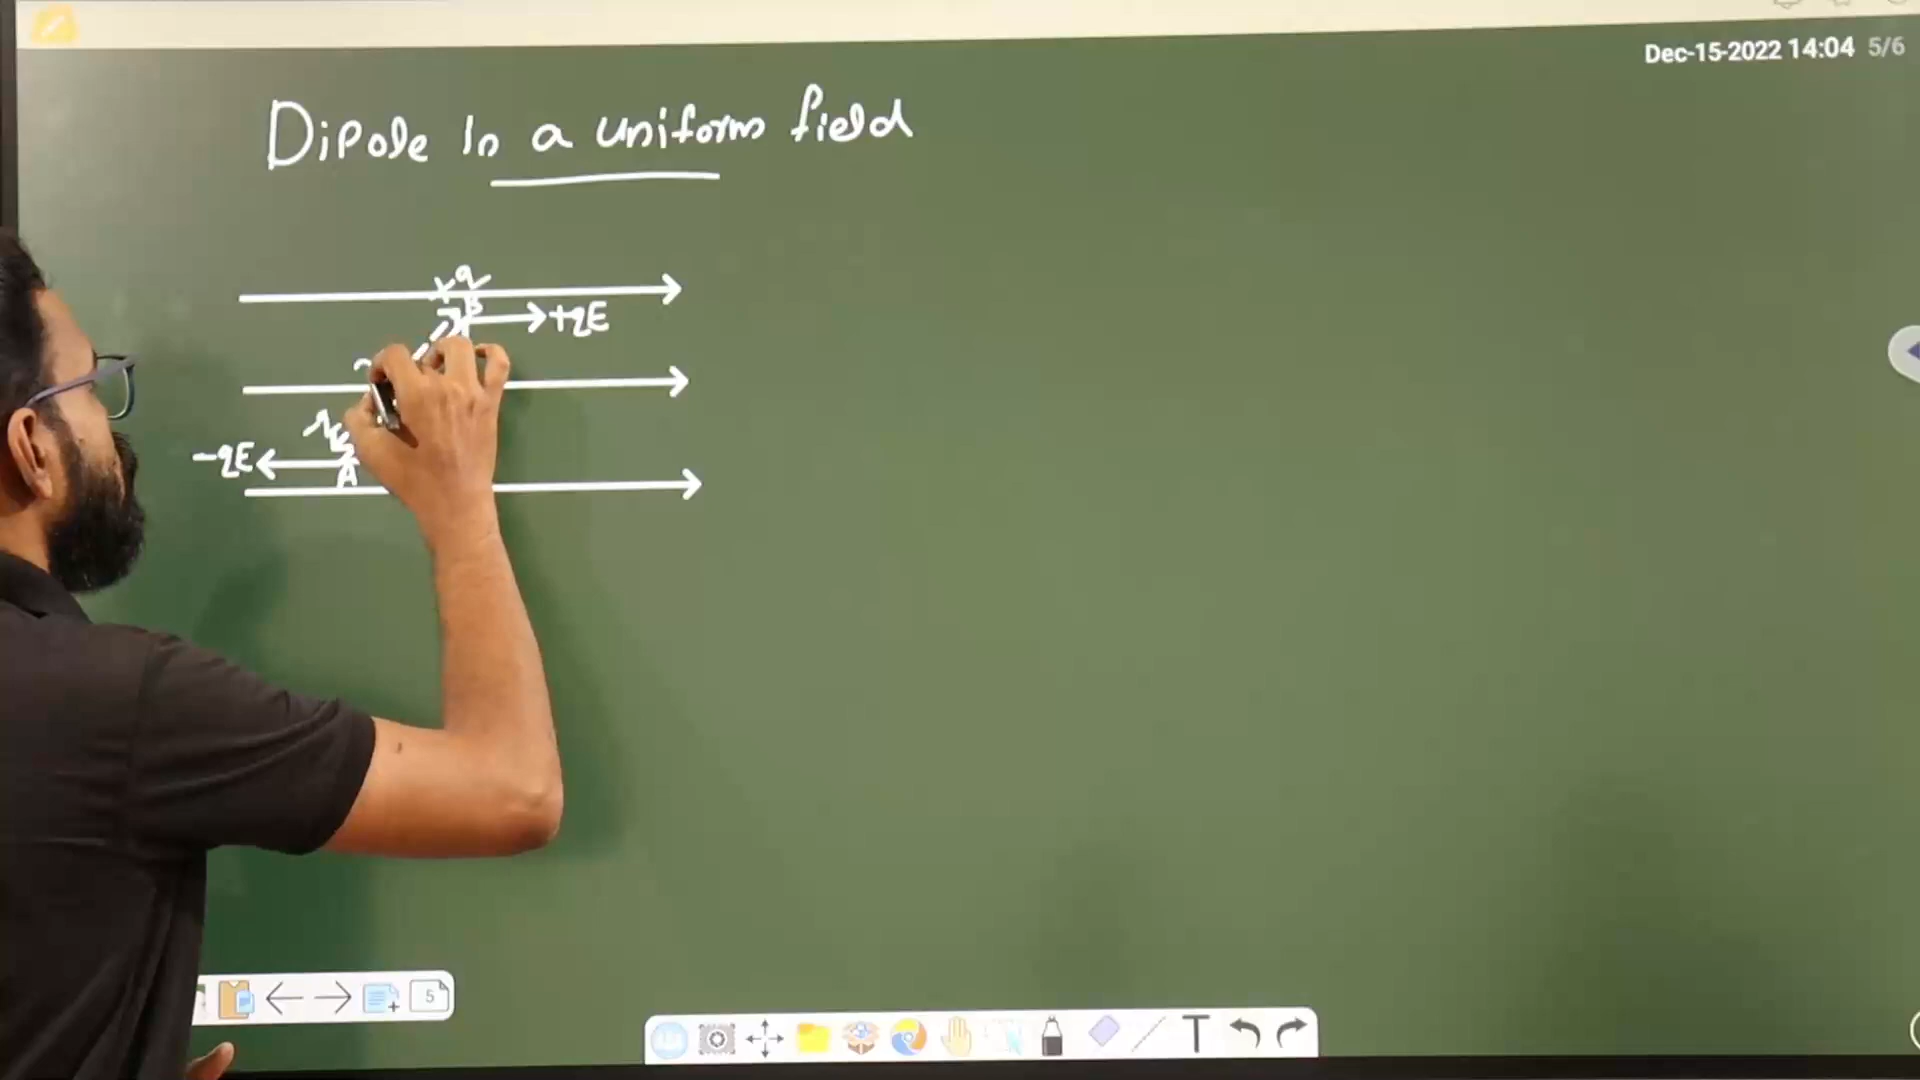 Dec-15-2022 14:04 5/6
Dipole In a uniform field
+q
B
+qE
-qE
A
5
T